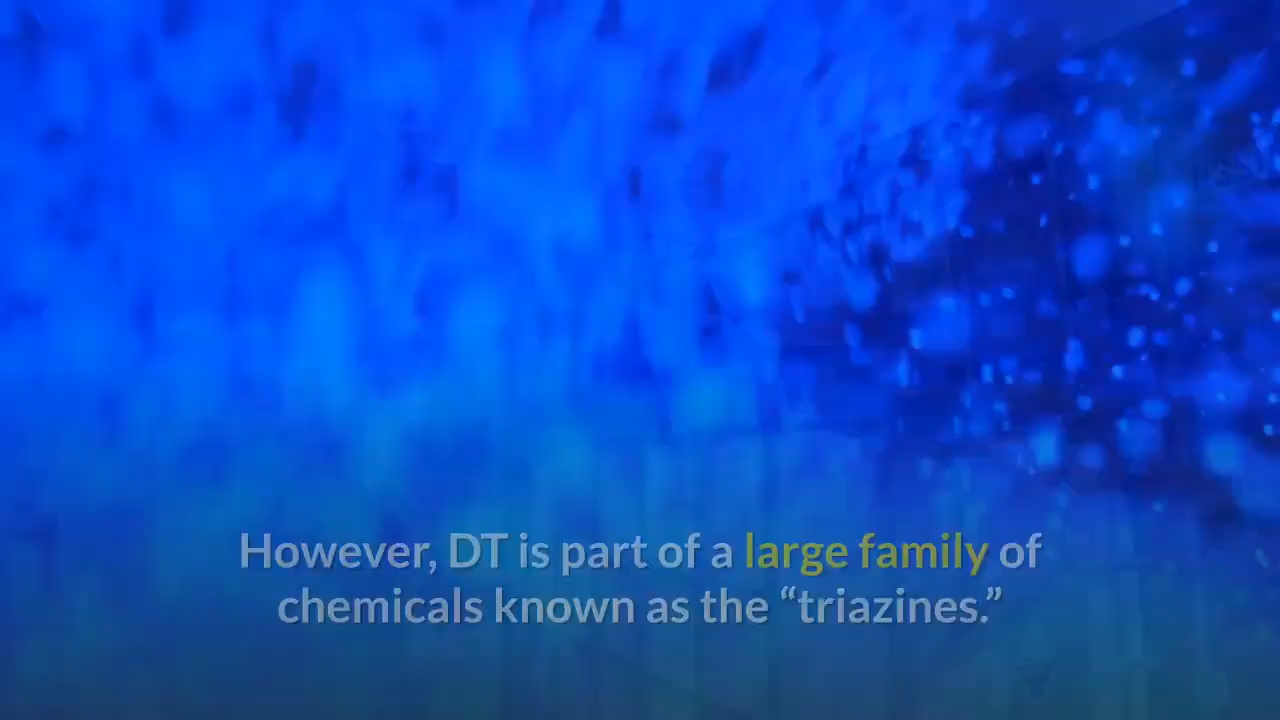 However, DT is part of a large family of
chemicals known as the “triazines.”